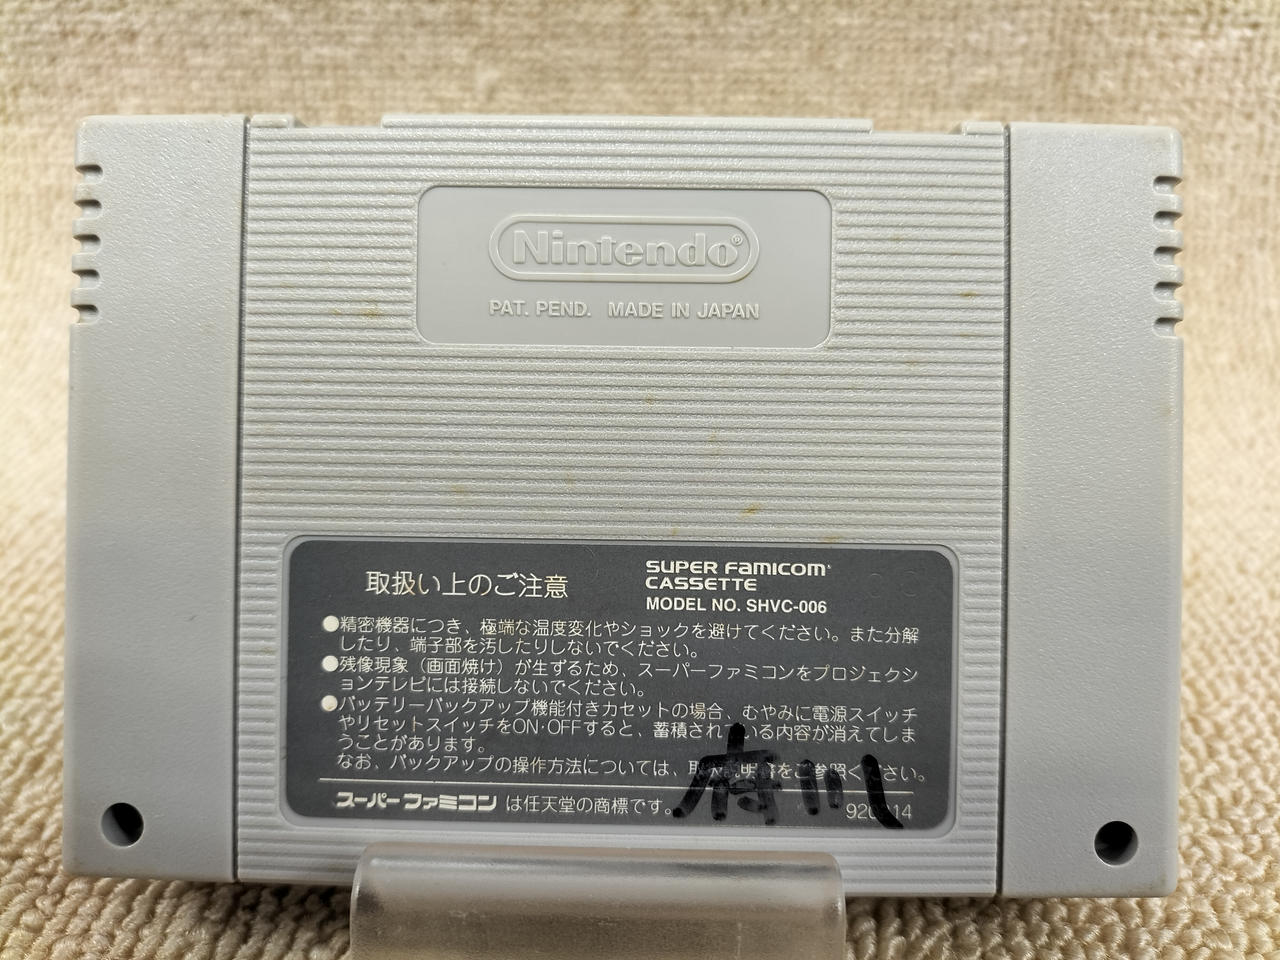 Nintendo®
PAT. PEND. MADE IN JAPAN
取扱い上のご注意
SUPER FAMICOM
CASSETTE
MODEL NO. SHVC-006
●精密機器につき、極端な温度変化やショックを避けてください。また分解
したり、端子部を汚したりしないでください。
●残像現象（画面焼け）が生ずるため、スーパーファミコンをプロジェクシ
ョンテレビには接続しないでください。
●バッテリーバックアップ機能付きカセットの場合、むやみに電源スイッチ
やリセットスイッチをON・OFFすると、蓄積されている内容が消えてしま
うことがあります。
なお、バックアップの操作方法については、取扱説明書をご参照ください。
スーパーファミコン は任天堂の商標です。
府川